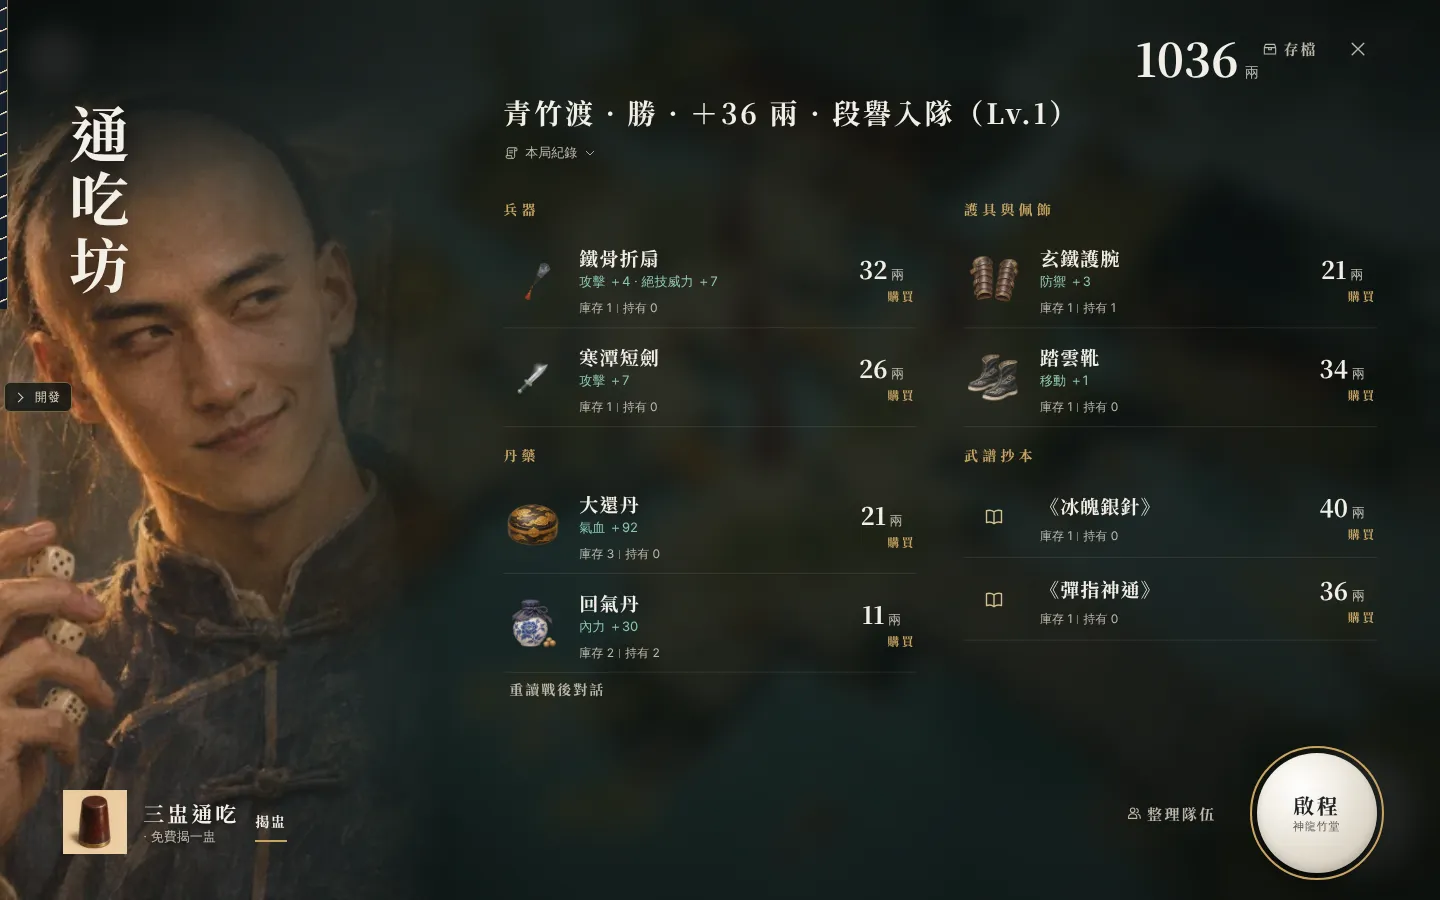 1036 兩
存檔
通吃坊
青竹渡 · 勝 · +36 兩 · 段譽入隊（Lv.1）
本局紀錄
兵器
鐵骨折扇
攻擊 +4 · 絕技威力 +7
庫存 1 | 持有 0
32 兩
購買
寒潭短劍
攻擊 +7
庫存 1 | 持有 0
26 兩
購買
護具與佩飾
玄鐵護腕
防禦 +3
庫存 1 | 持有 1
21 兩
購買
踏雲靴
移動 +1
庫存 1 | 持有 0
34 兩
購買
開發
丹藥
大還丹
氣血 +92
庫存 3 | 持有 0
21 兩
購買
回氣丹
內力 +30
庫存 2 | 持有 2
11 兩
購買
武譜抄本
《冰魄銀針》
庫存 1 | 持有 0
40 兩
購買
《彈指神通》
庫存 1 | 持有 0
36 兩
購買
重讀戰後對話
三盅通吃
· 免費揭一盅
揭盅
整理隊伍
啟程
神龍竹堂